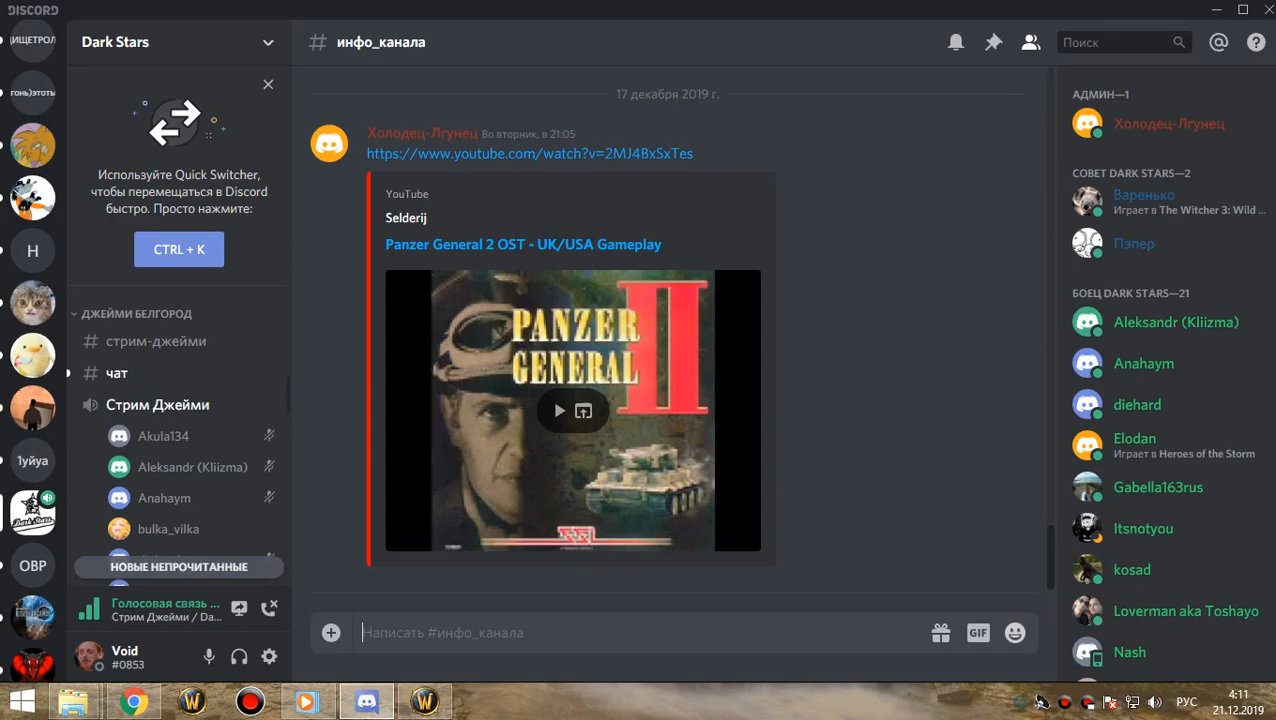 DISCORD
ИЩЕТРОЛ
гонь)этоть
Н
1уйуа
ОВР
Dark Stars
Используйте Quick Switcher,
чтобы перемещаться в Discord
быстро. Просто нажмите:
CTRL + K
ДЖЕЙМИ БЕЛГОРОД
# стрим-джейми
# чат
Стрим Джейми
Akula134
Aleksandr (Kliizma)
Anahaym
bulka_vilka
НОВЫЕ НЕПРОЧИТАННЫЕ
Голосовая связь ...
Стрим Джейми / Da...
Void
#0853
# инфо_канала
Поиск
17 декабря 2019 г.
Холодец-Лгунец Во вторник, в 21:05
https://www.youtube.com/watch?v=2MJ4BxSxTes
YouTube
Selderij
Panzer General 2 OST - UK/USA Gameplay
PANZER
GENERAL
II
Написать #инфо_канала
GIF
АДМИН—1
Холодец-Лгунец
СОВЕТ DARK STARS—2
Варенько
Играет в The Witcher 3: Wild ...
Пэпер
БОЕЦ DARK STARS—21
Aleksandr (Kliizma)
Anahaym
diehard
Elodan
Играет в Heroes of the Storm
Gabella163rus
Itsnotyou
kosad
Loverman aka Toshayo
Nash
РУС
4:11
21.12.2019